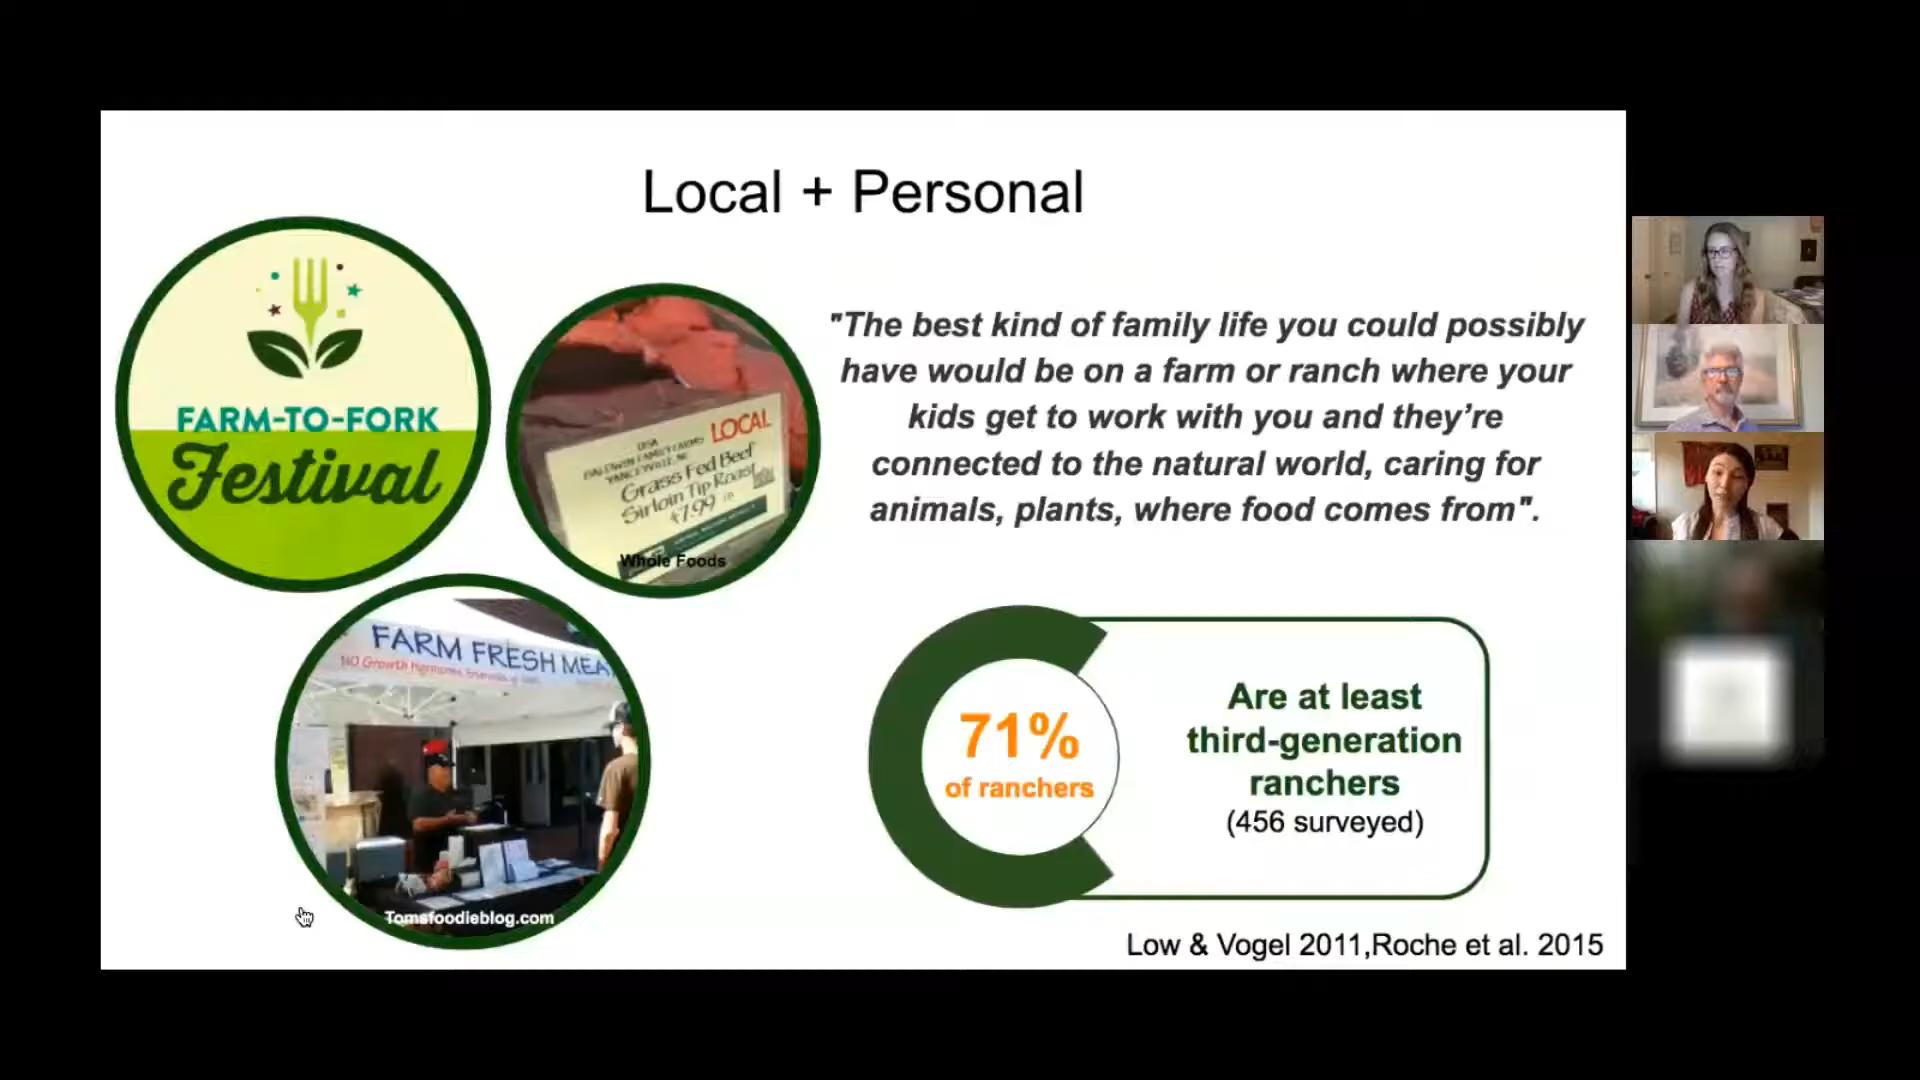 Local + Personal
FARM-TO-FORK
Festival
LOCAL
USA
BALDWIN FAMILY FARMS
YANCEYVILLE, NC
Grass Fed Beef
Sirloin Tip Roast
$7.99
Whole Foods
"The best kind of family life you could possibly
have would be on a farm or ranch where your
kids get to work with you and they’re
connected to the natural world, caring for
animals, plants, where food comes from".
FARM FRESH MEA
NO Growth Hormones,
Tomsfoodieblog.com
71%
of ranchers
Are at least
third-generation
ranchers
(456 surveyed)
Low & Vogel 2011,Roche et al. 2015